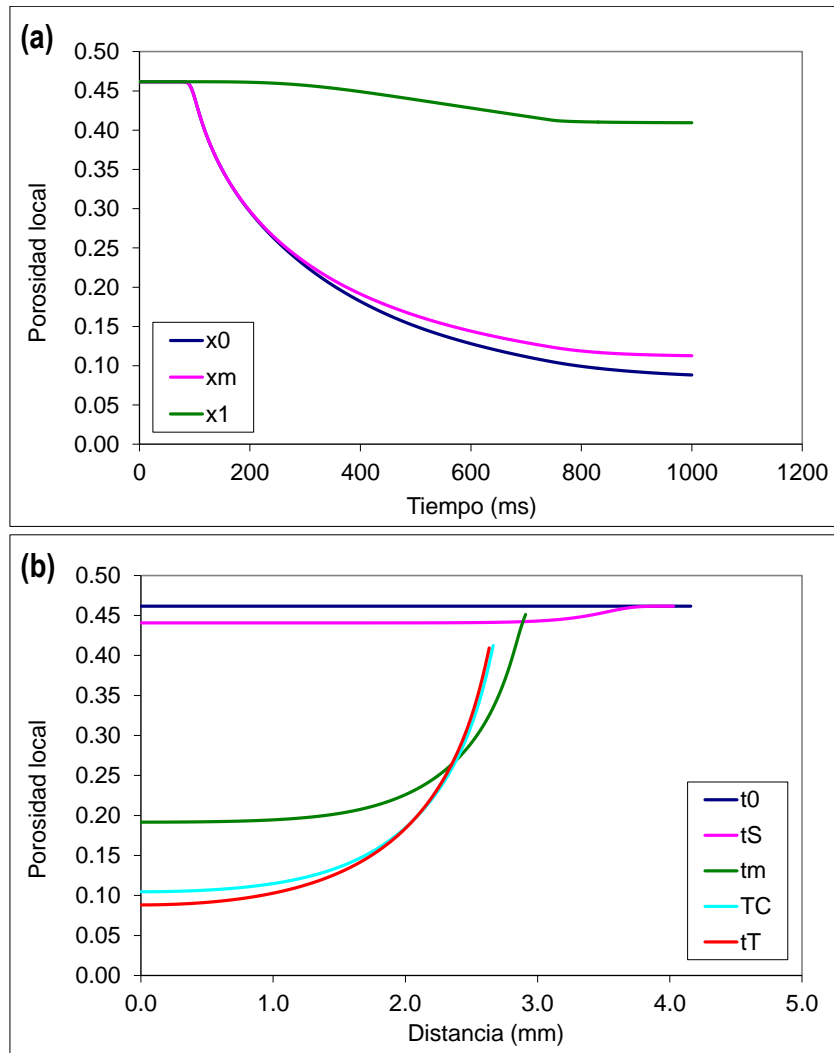 (a)
0.50
0.45
0.40
0.35
0.30
0.25
0.20
0.15
0.10
0.05
0.00
Porosidad local
x0
xm
x1
0 200 400 600 800 1000 1200
Tiempo (ms)
(b)
0.50
0.45
0.40
0.35
0.30
0.25
0.20
0.15
0.10
0.05
0.00
Porosidad local
t0
tS
tm
TC
tT
0.0 1.0 2.0 3.0 4.0 5.0
Distancia (mm)